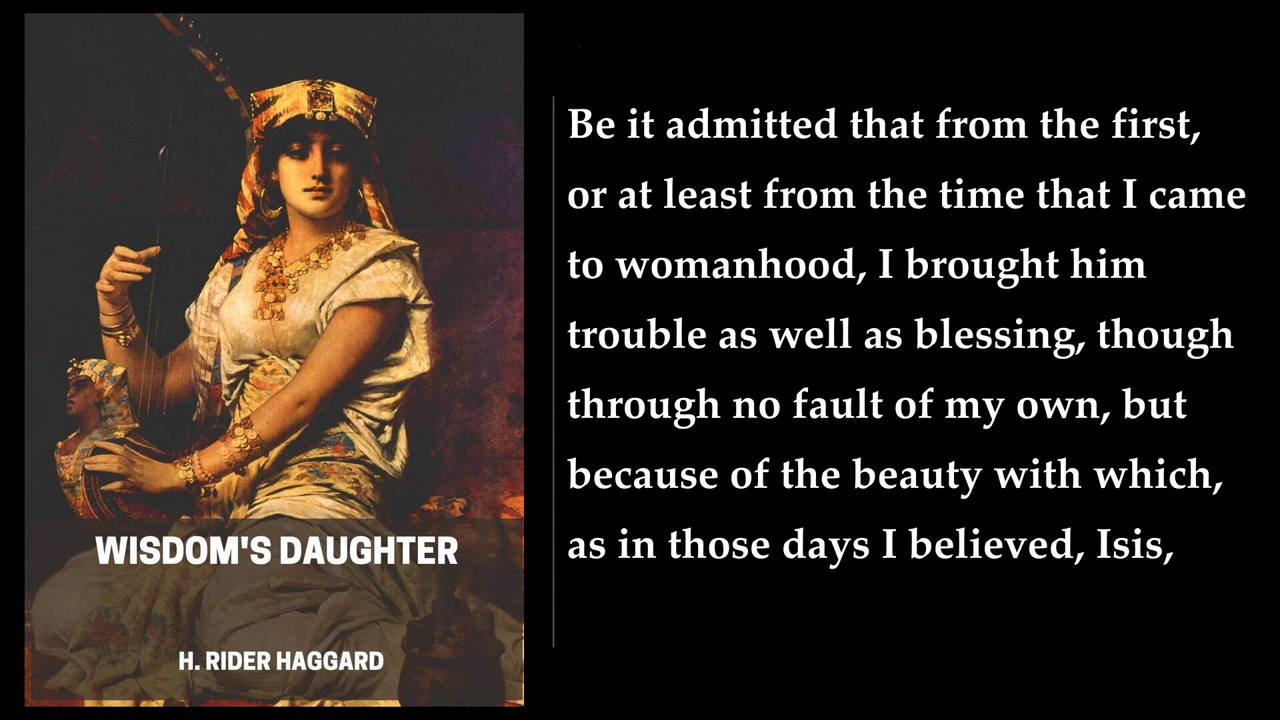 WISDOM'S DAUGHTER
H. RIDER HAGGARD
Be it admitted that from the first,
or at least from the time that I came
to womanhood, I brought him
trouble as well as blessing, though
through no fault of my own, but
because of the beauty with which,
as in those days I believed, Isis,